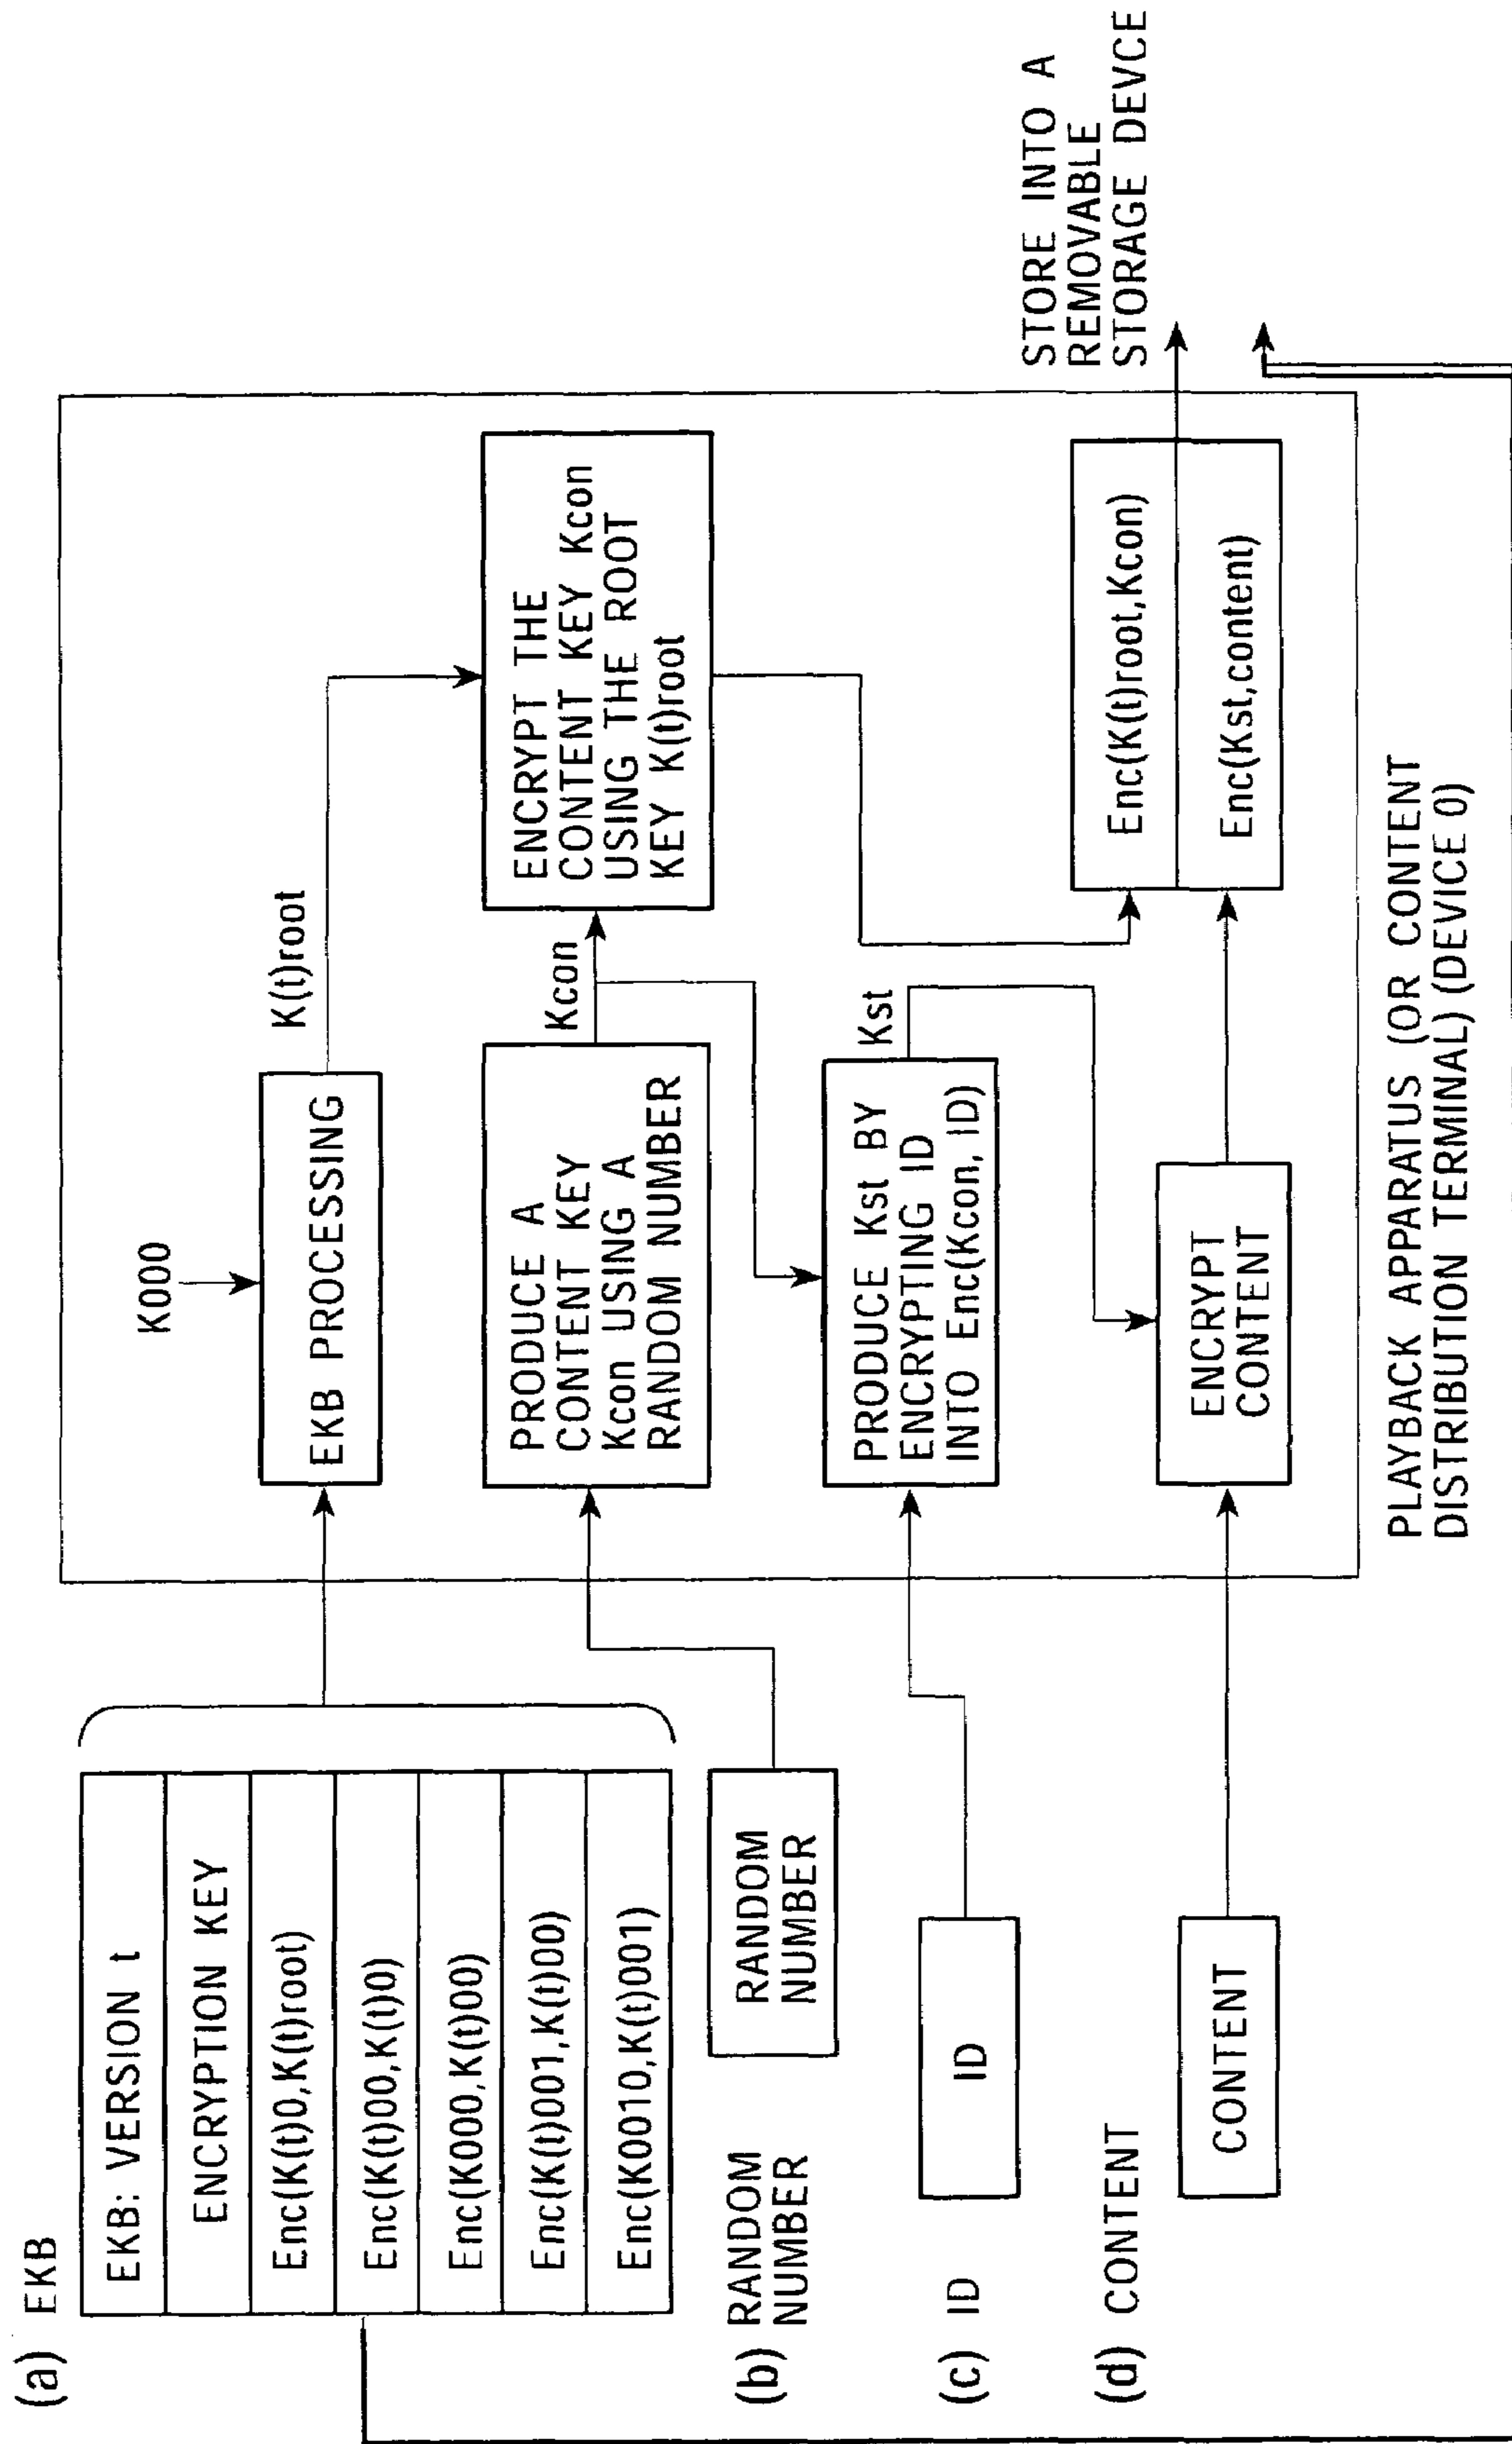 (a) EKB
EKB: VERSION t
ENCRYPTION KEY
Enc(K(t)0,K(t)root)
Enc(K(t)00,K(t)0)
Enc(K000,K(t)00)
Enc(K(t)001,K(t)00)
Enc(K0010,K(t)001)
(b) RANDOM
NUMBER
RANDOM
NUMBER
(c) ID
ID
(d) CONTENT
CONTENT
K000
EKB PROCESSING
K(t)root
PRODUCE A
CONTENT KEY
Kcon USING A
RANDOM NUMBER
Kcon
ENCRYPT THE
CONTENT KEY Kcon
USING THE ROOT
KEY K(t)root
PRODUCE Kst BY
ENCRYPTING ID
INTO Enc(Kcon, ID)
Kst
ENCRYPT
CONTENT
Enc(K(t)root,Kcon)
Enc(Kst,content)
STORE INTO A
REMOVABLE
STORAGE DEVCE
PLAYBACK APPARATUS (OR CONTENT
DISTRIBUTION TERMINAL) (DEVICE 0)